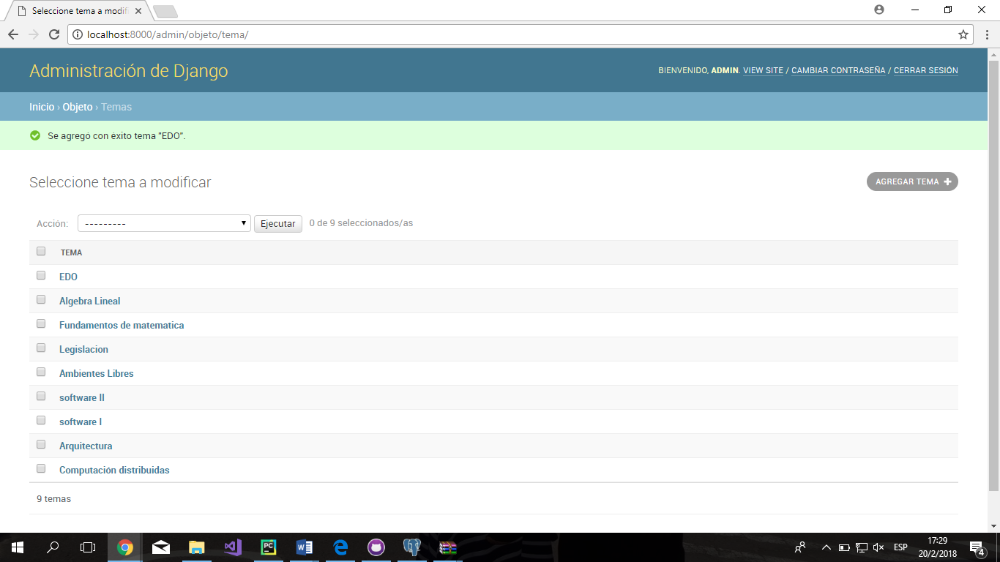 Seleccione tema a modif
localhost:8000/admin/objeto/tema/
Administración de Django
BIENVENIDO, ADMIN. VIEW SITE / CAMBIAR CONTRASEÑA / CERRAR SESIÓN
Inicio › Objeto › Temas
Se agregó con éxito tema "EDO".
Seleccione tema a modificar
AGREGAR TEMA +
Acción: --------- Ejecutar 0 de 9 seleccionados/as
TEMA
EDO
Algebra Lineal
Fundamentos de matematica
Legislacion
Ambientes Libres
software II
software I
Arquitectura
Computación distribuidas
9 temas
ESP
17:29
20/2/2018
4